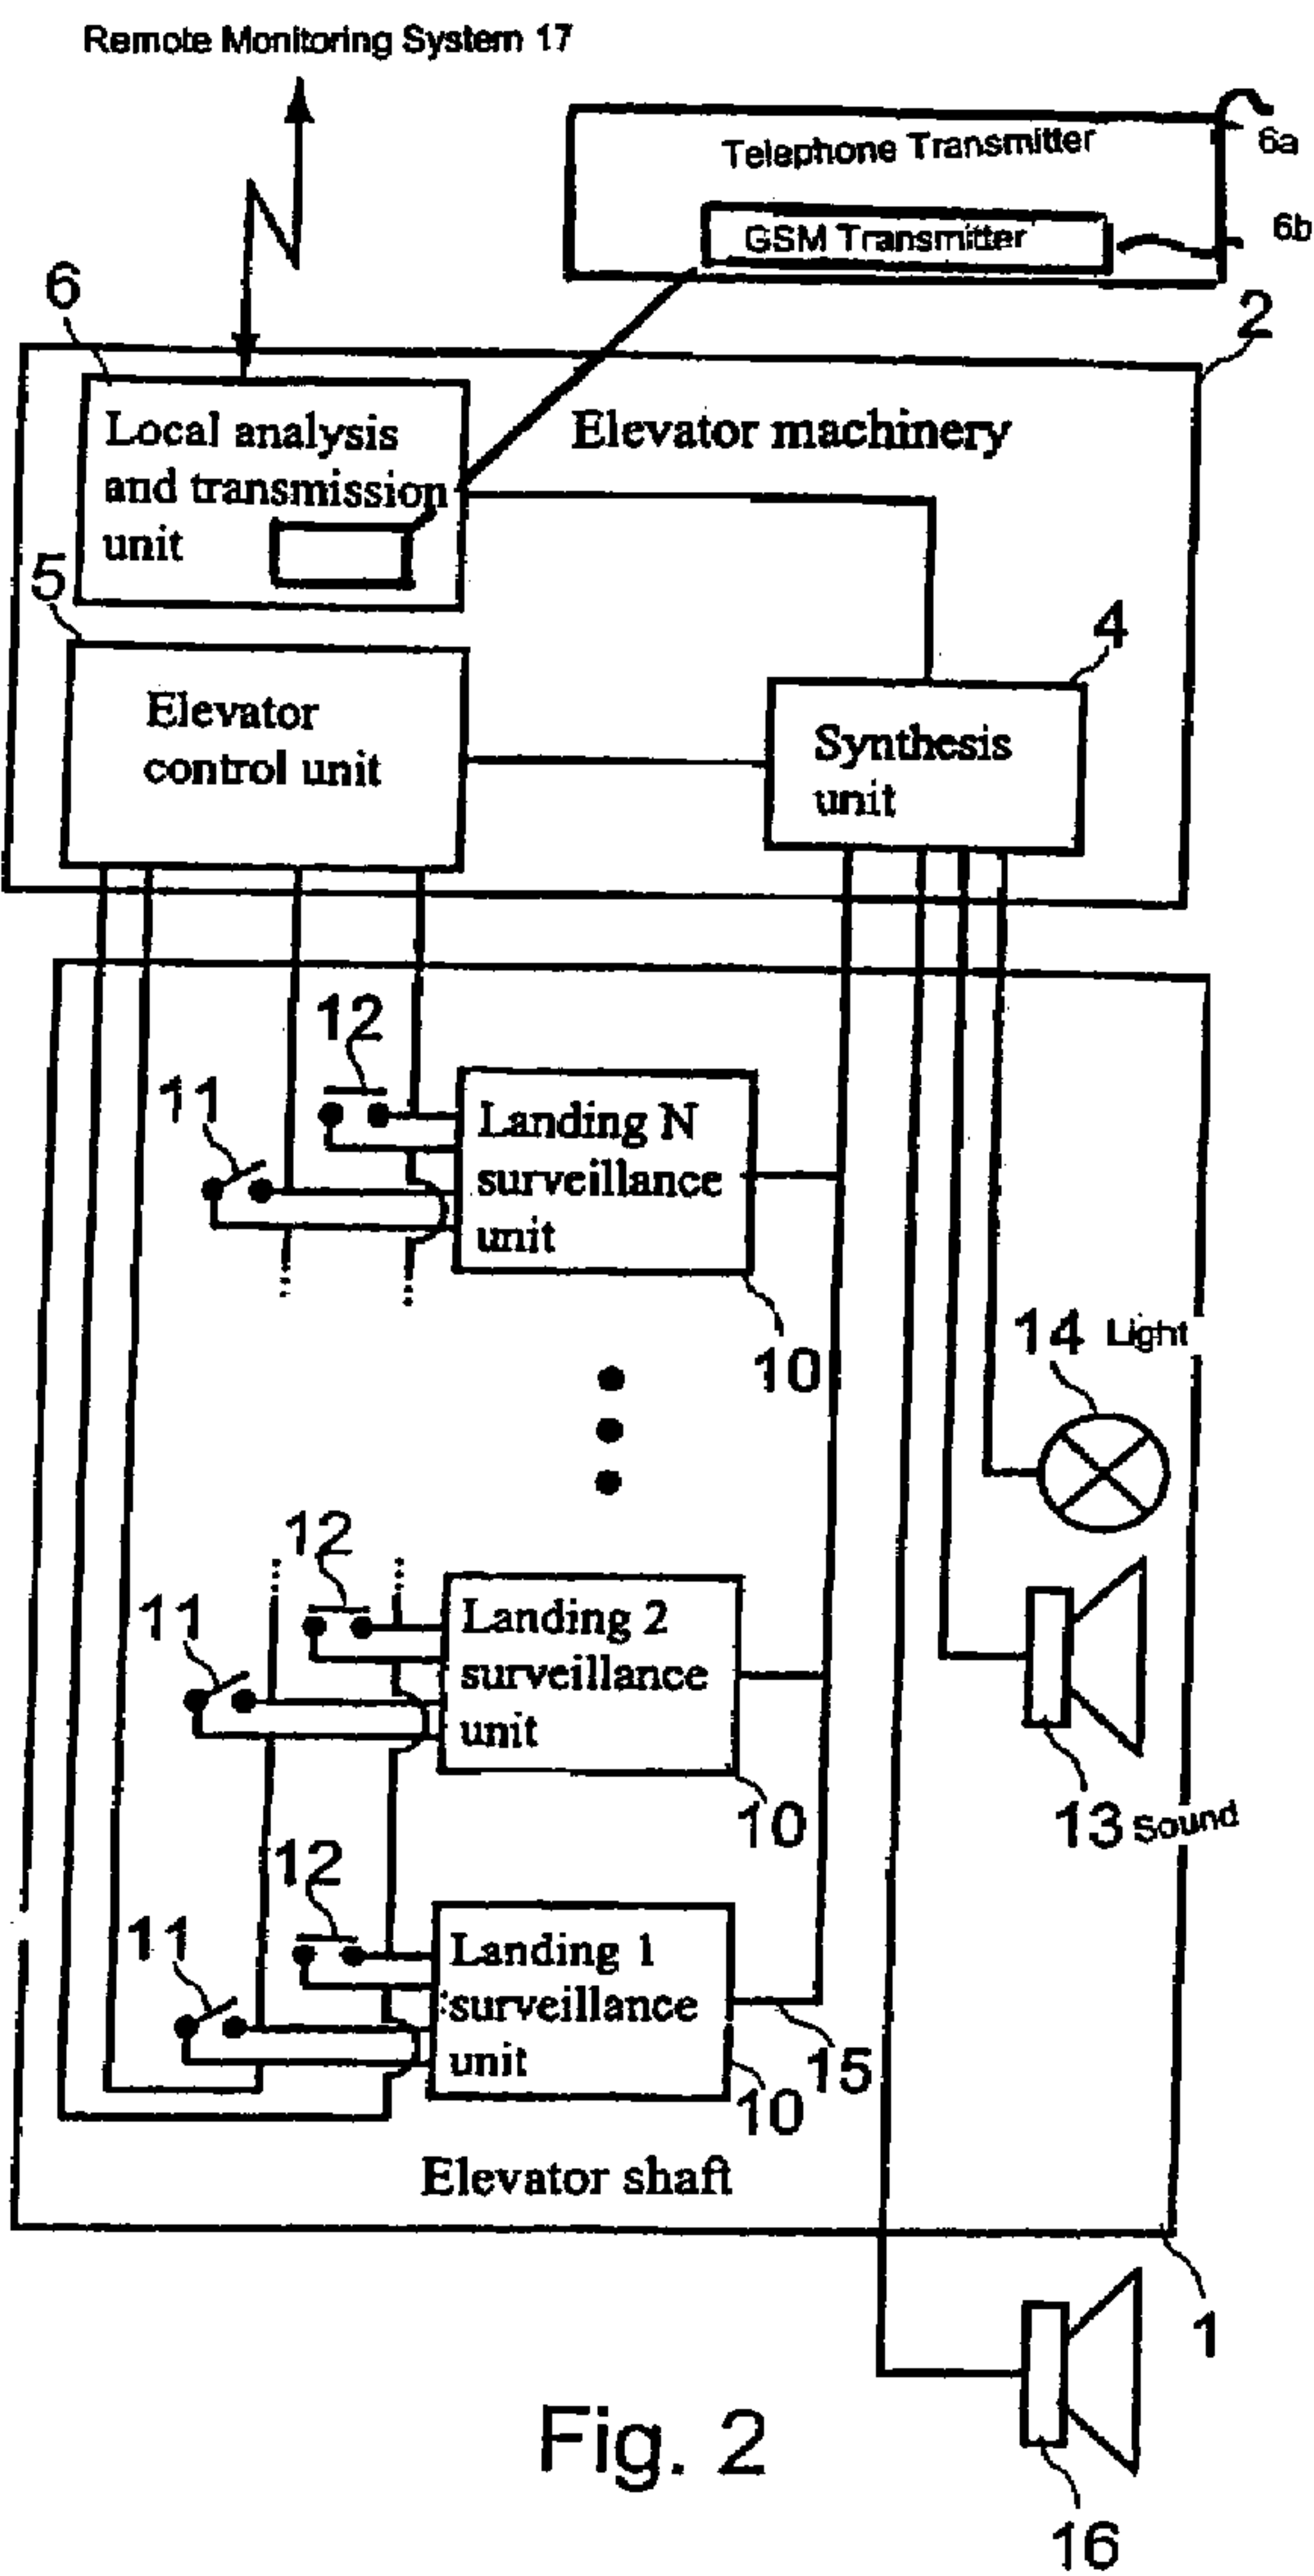 Remote Monitoring System 17
Telephone Transmitter
6a
GSM Transmitter
6b
6
2
Local analysis
and transmission
unit
Elevator machinery
5
4
Elevator
control unit
Synthesis
unit
12
11
Landing N
surveillance
unit
10
14 Light
12
11
Landing 2
surveillance
unit
10
13 Sound
12
11
Landing 1
surveillance
unit
15
10
Elevator shaft
1
Fig. 2
16